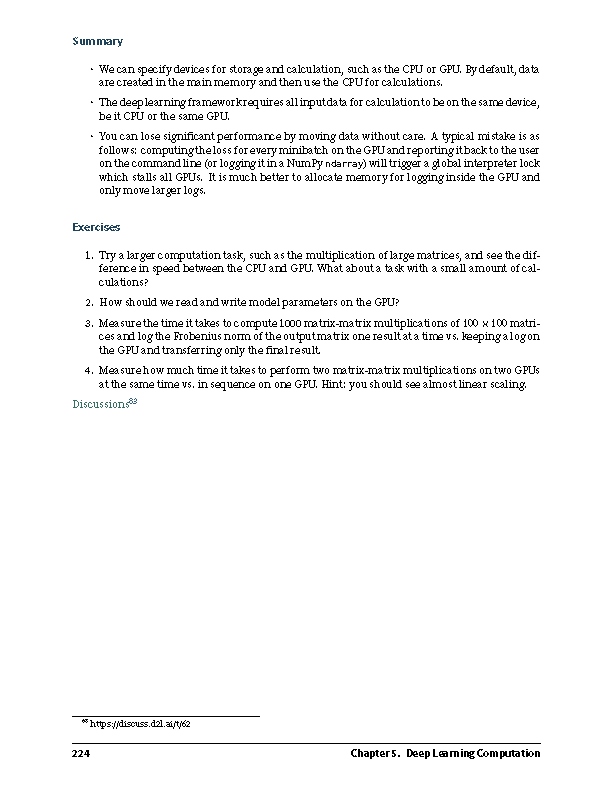 Summary
• We can specify devices for storage and calculation, such as the CPU or GPU. By default, data
are created in the main memory and then use the CPU for calculations.
• The deep learning framework requires all input data for calculation to be on the same device,
be it CPU or the same GPU.
• You can lose significant performance by moving data without care. A typical mistake is as
follows: computing the loss for every minibatch on the GPU and reporting it back to the user
on the command line (or logging it in a NumPy ndarray) will trigger a global interpreter lock
which stalls all GPUs. It is much better to allocate memory for logging inside the GPU and
only move larger logs.
Exercises
1. Try a larger computation task, such as the multiplication of large matrices, and see the dif-
ference in speed between the CPU and GPU. What about a task with a small amount of cal-
culations?
2. How should we read and write model parameters on the GPU?
3. Measure the time it takes to compute 1000 matrix-matrix multiplications of 100 × 100 matri-
ces and log the Frobenius norm of the output matrix one result at a time vs. keeping a log on
the GPU and transferring only the final result.
4. Measure how much time it takes to perform two matrix-matrix multiplications on two GPUs
at the same time vs. in sequence on one GPU. Hint: you should see almost linear scaling.
Discussions⁶³
⁶³ https://discuss.d2l.ai/t/62
224 Chapter 5. Deep Learning Computation